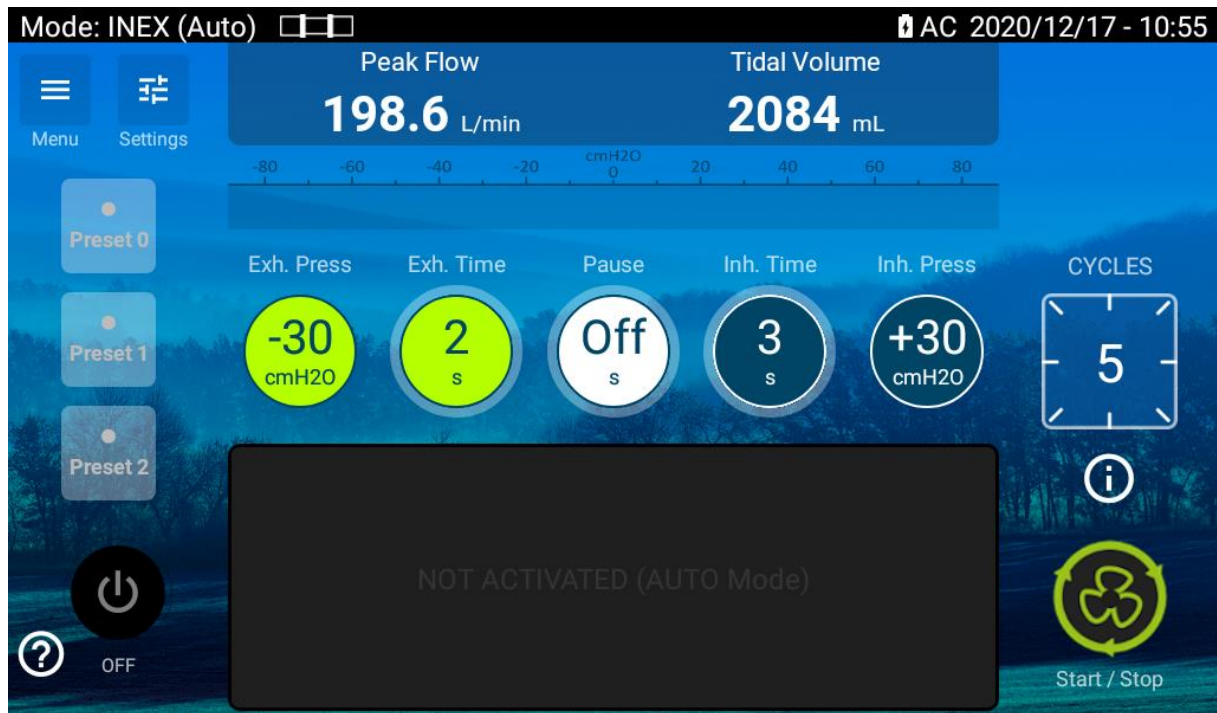 Mode: INEX (Auto)
AC 2020/12/17 - 10:55
Menu
Settings
Peak Flow
198.6 L/min
Tidal Volume
2084 mL
cmH2O
-80 -60 -40 -20 0 20 40 60 80
Preset 0
Preset 1
Preset 2
Exh. Press
-30
cmH2O
Exh. Time
2
s
Pause
Off
s
Inh. Time
3
s
Inh. Press
+30
cmH2O
CYCLES
5
i
NOT ACTIVATED (AUTO Mode)
?
OFF
Start / Stop